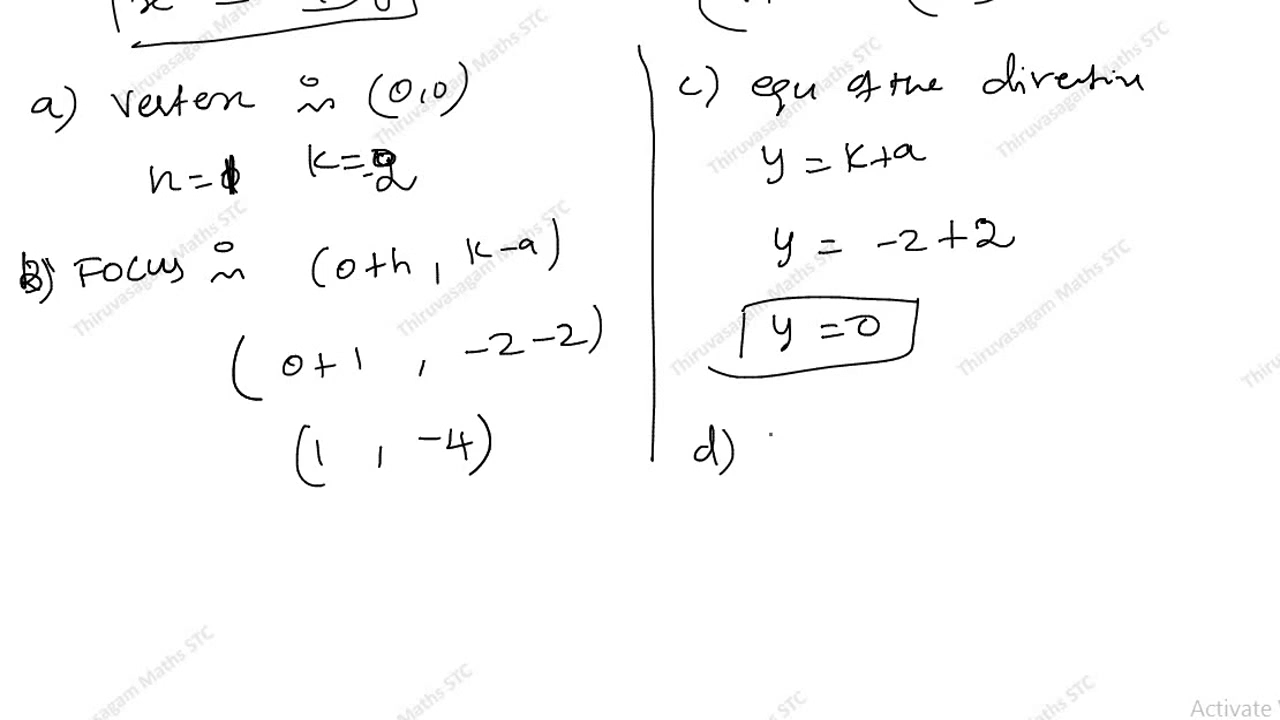 a) vertex is (0,0)
h = 1 k = -2
B) Focus is (0+h, k-a)
(0+1, -2-2)
(1, -4)
c) equ of the directrix
y = k+a
y = -2+2
y = 0
d)
Thiruvasagam Maths STC
Activate